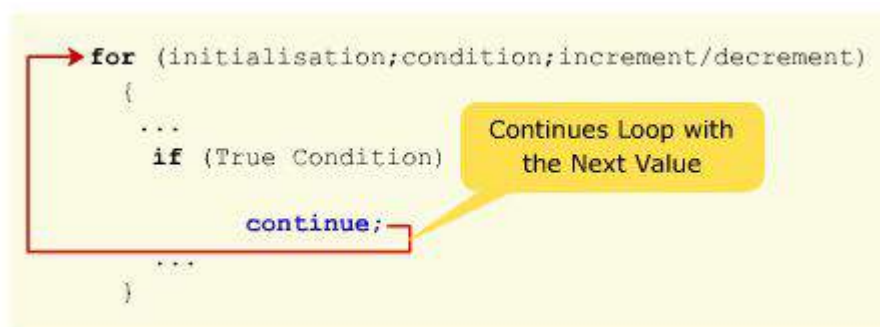 for (initialisation;condition;increment/decrement)
{
...
Continues Loop with
the Next Value
if (True Condition)
continue;
...
}